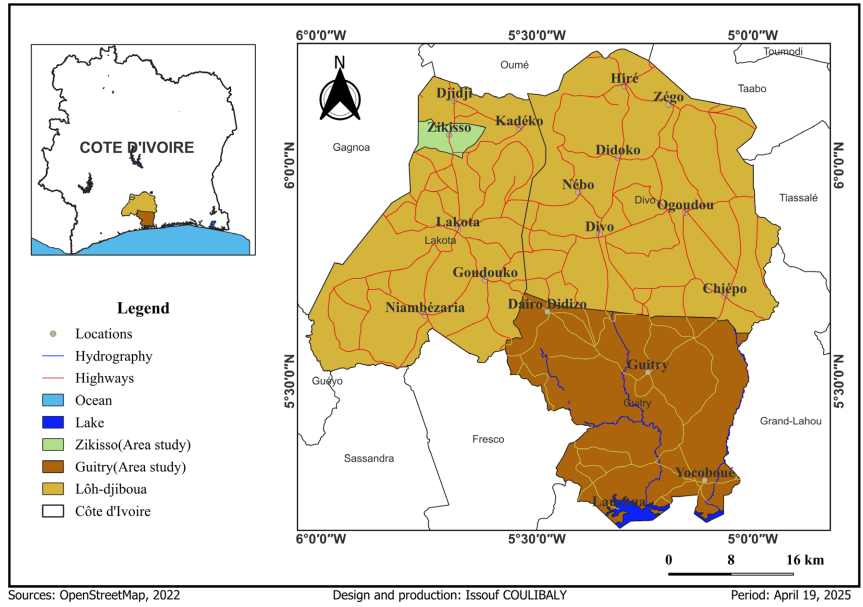 6°0'0"W
5°30'0"W
5°0'0"W
N
Oumé
Toumodi
Hiré
Taabo
Djidji
Zégo
Kadéko
Zikisso
COTE D'IVOIRE
Gagnoa
Didoko
6°0'0"N
6°0'0"N
Nébo
Divo
Ogoudou
Tiassalé
Lakota
Divo
Lakota
Goudouko
Chiépo
Legend
Niambézaria
Dairo Didizo
Locations
Hydrography
Guitry
Highways
Guéyo
5°30'0"N
5°30'0"N
Ocean
Guitry
Lake
Grand-Lahou
Zikisso(Area study)
Fresco
Sassandra
Guitry(Area study)
Yocoboué
Lôh-djiboua
Côte d'Ivoire
6°0'0"W
5°30'0"W
5°0'0"W
0 8 16 km
Sources: OpenStreetMap, 2022
Design and production: Issouf COULIBALY
Period: April 19, 2025